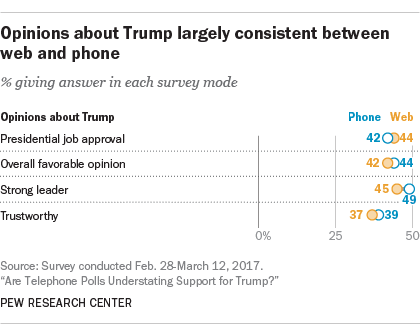 Opinions about Trump largely consistent between
web and phone
% giving answer in each survey mode
Opinions about Trump Phone Web
Presidential job approval 42 44
Overall favorable opinion 42 44
Strong leader 45 49
Trustworthy 37 39
0% 25 50
Source: Survey conducted Feb. 28-March 12, 2017.
“Are Telephone Polls Understating Support for Trump?”
PEW RESEARCH CENTER